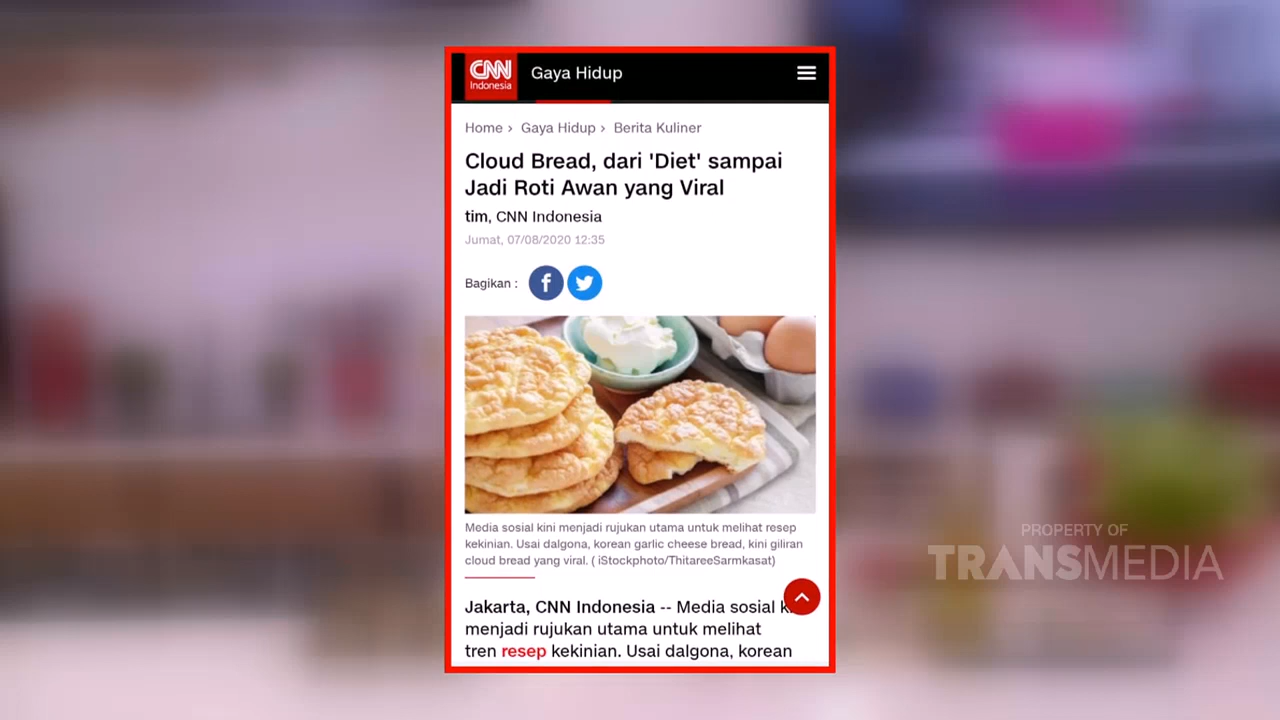 CNN
Indonesia
Gaya Hidup
Home › Gaya Hidup › Berita Kuliner
Cloud Bread, dari 'Diet' sampai
Jadi Roti Awan yang Viral
tim, CNN Indonesia
Jumat, 07/08/2020 12:35
Bagikan :
Media sosial kini menjadi rujukan utama untuk melihat resep
kekinian. Usai dalgona, korean garlic cheese bread, kini giliran
cloud bread yang viral. ( iStockphoto/ThitareeSarmkasat)
Jakarta, CNN Indonesia -- Media sosial
menjadi rujukan utama untuk melihat
tren resep kekinian. Usai dalgona, korean
PROPERTY OF
TRANSMEDIA